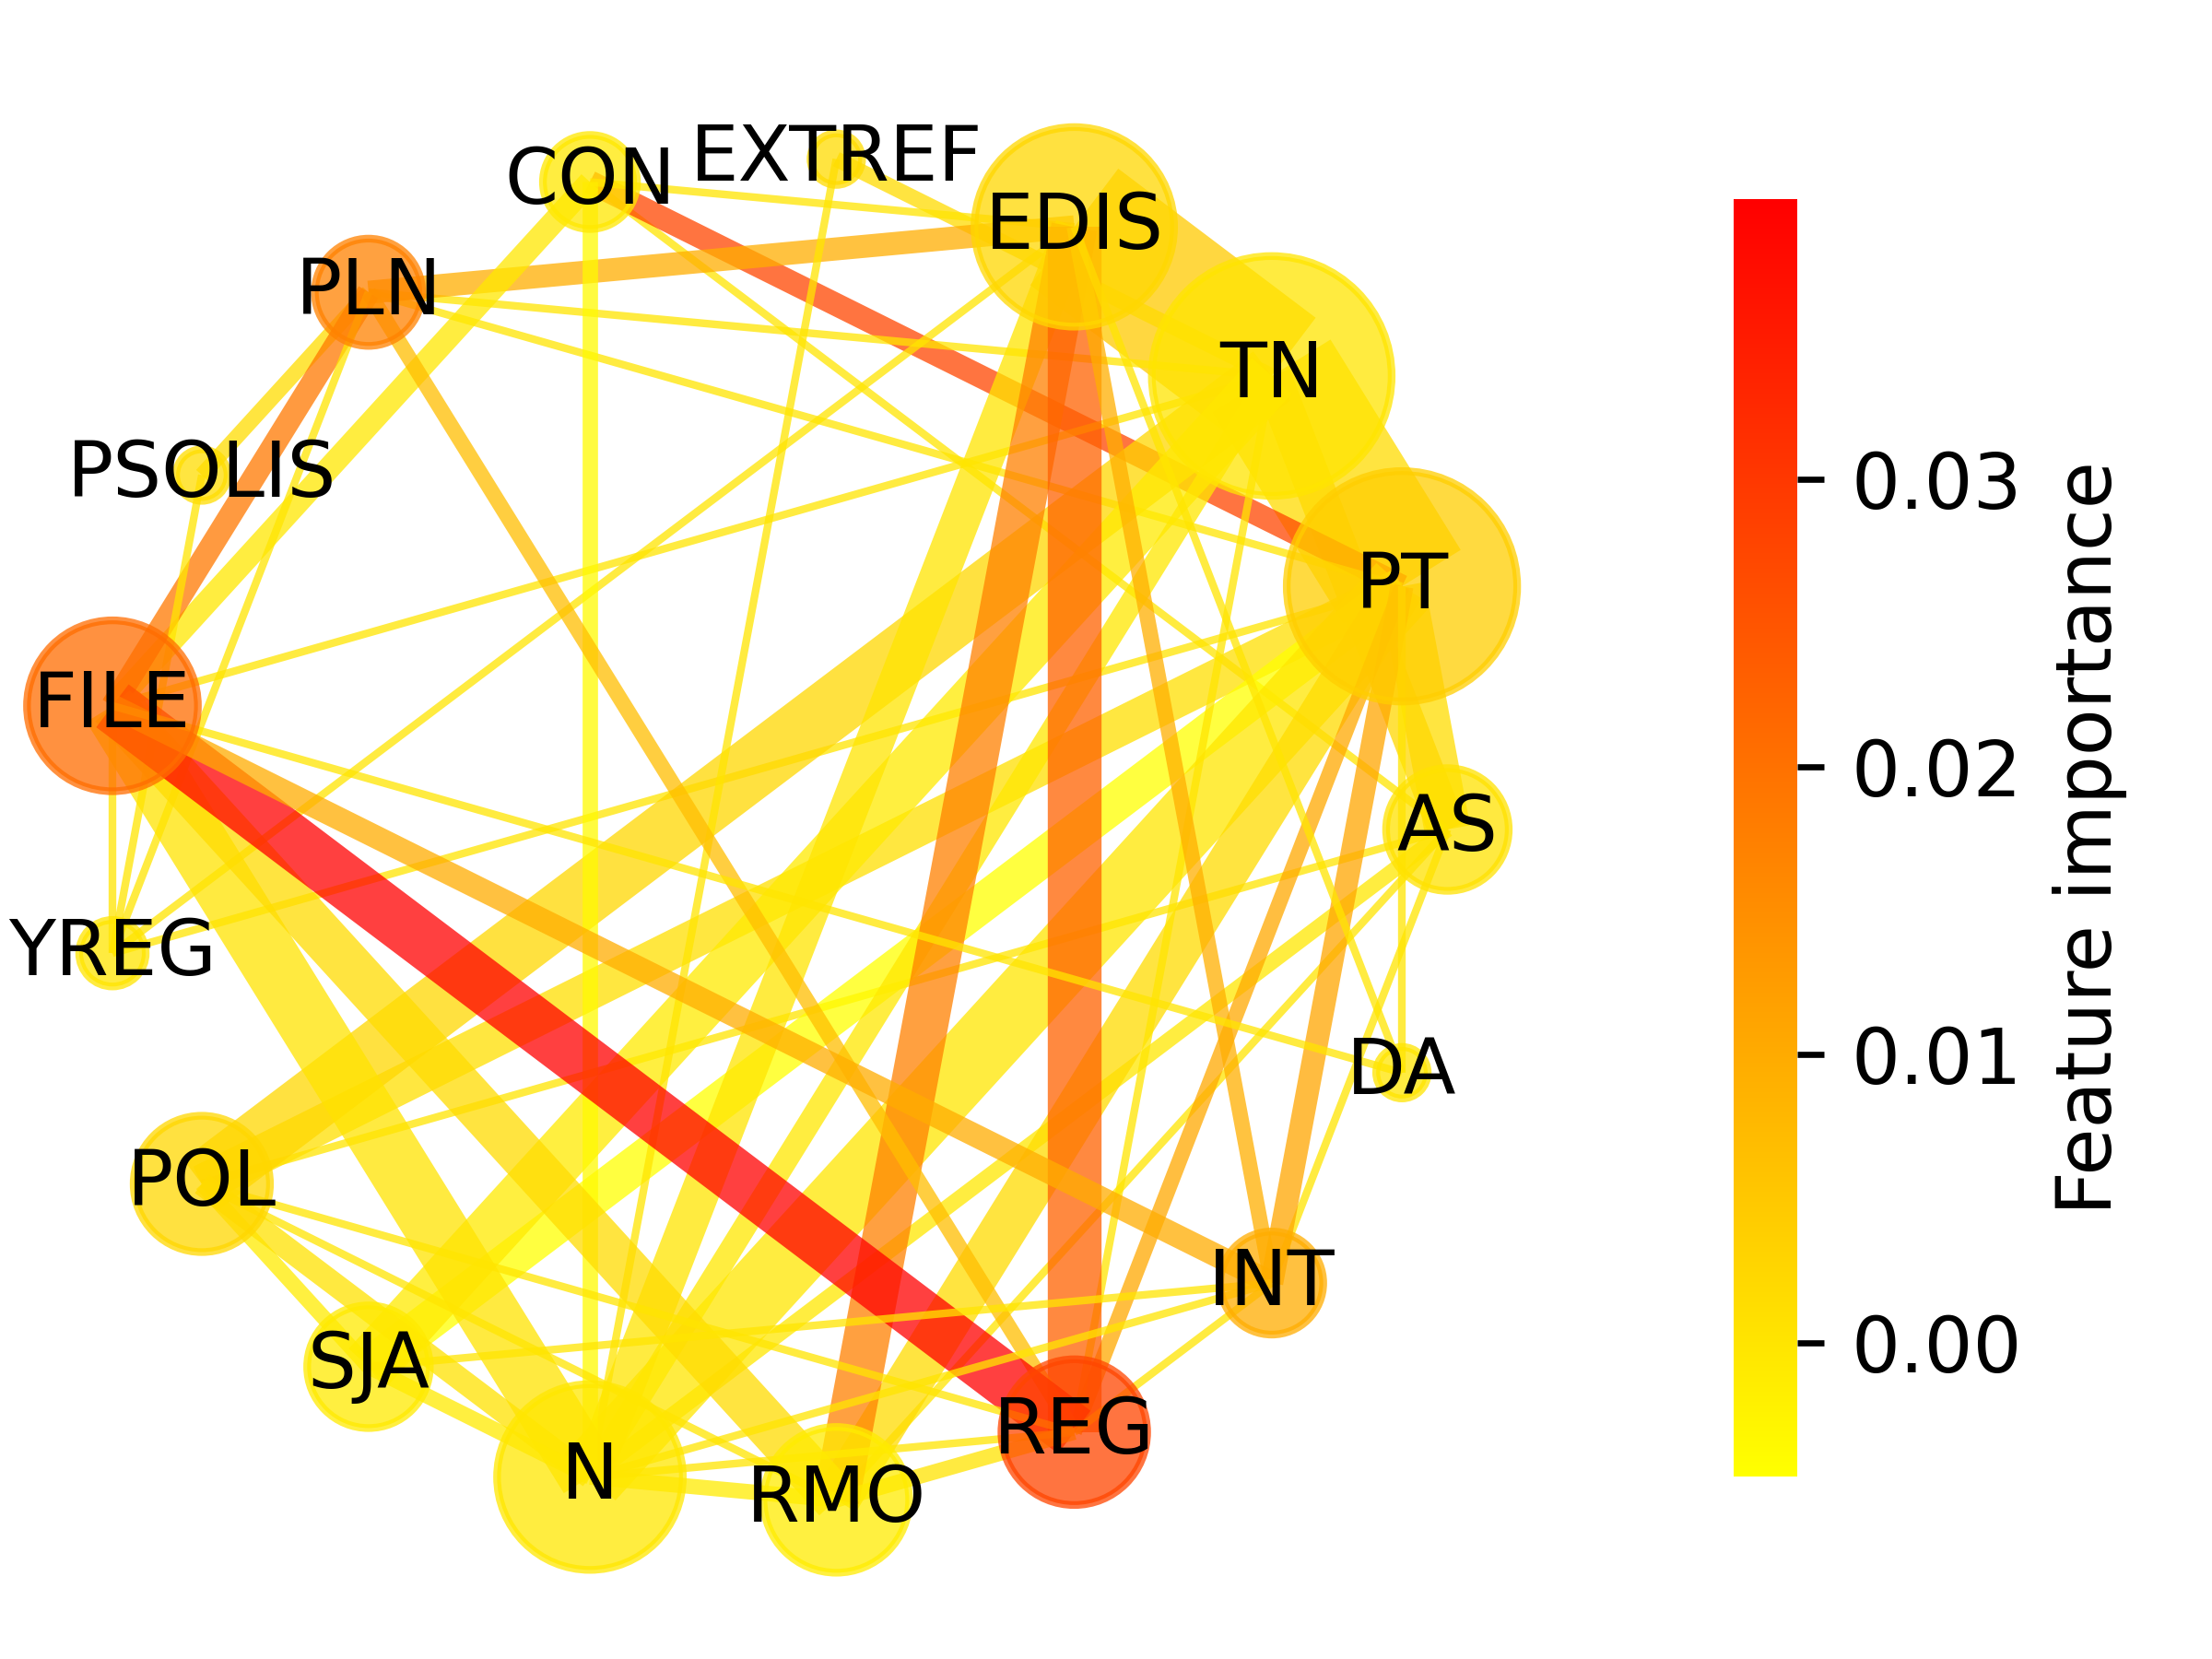 EXTREF
CON
EDIS
PLN
TN
PSOLIS
PT
FILE
AS
YREG
DA
POL
INT
SJA
REG
N
RMO
0.03
0.02
0.01
0.00
Feature importance